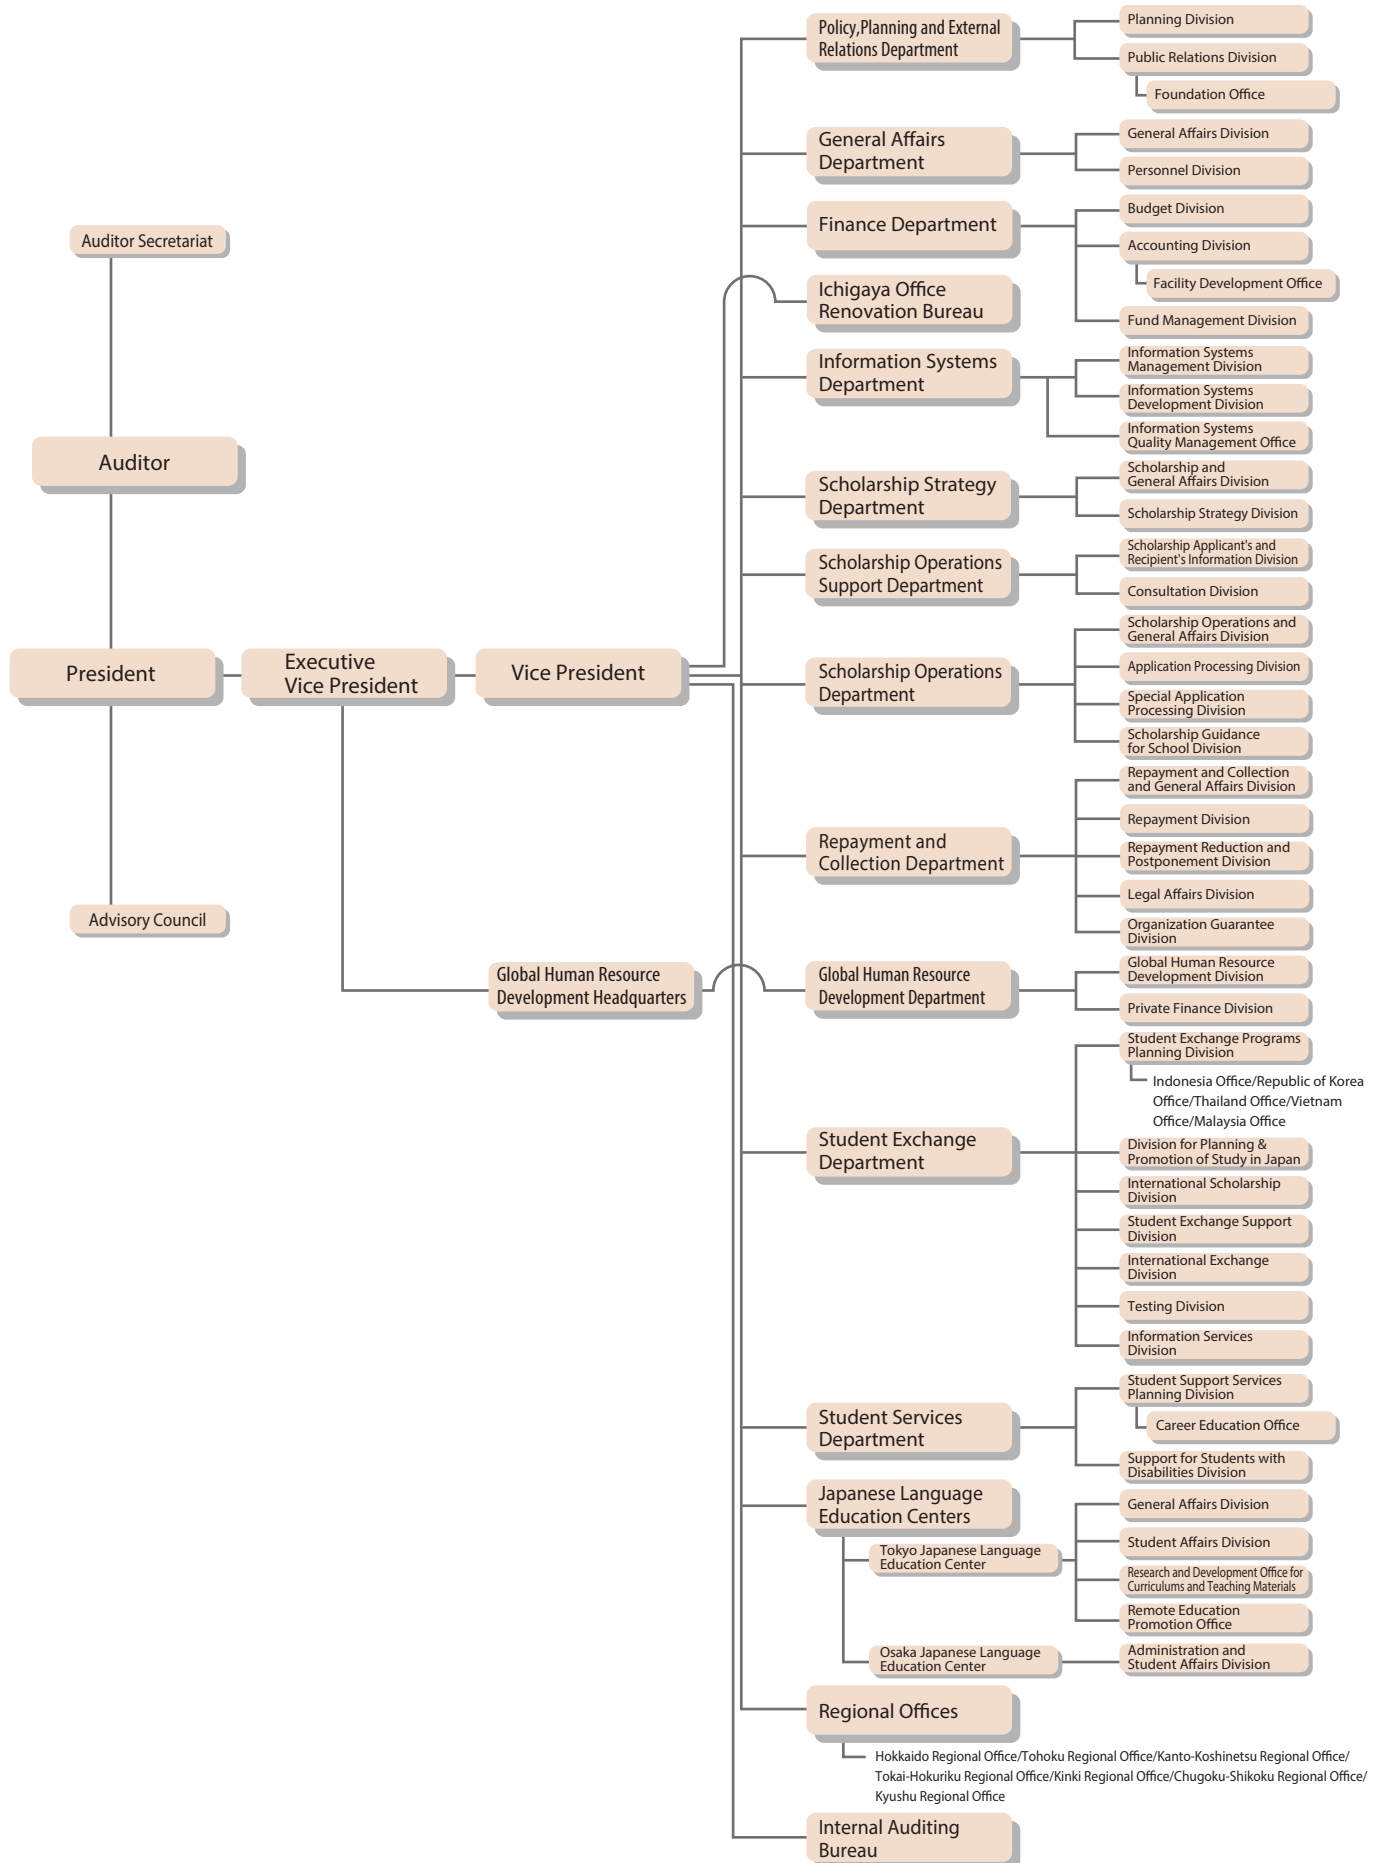 Auditor Secretariat
Auditor
President
Advisory Council
Executive
Vice President
Vice President
Global Human Resource
Development Headquarters
Policy,Planning and External
Relations Department
Planning Division
Public Relations Division
Foundation Office
General Affairs
Department
General Affairs Division
Personnel Division
Finance Department
Budget Division
Accounting Division
Facility Development Office
Fund Management Division
Ichigaya Office
Renovation Bureau
Information Systems
Department
Information Systems
Management Division
Information Systems
Development Division
Information Systems
Quality Management Office
Scholarship Strategy
Department
Scholarship and
General Affairs Division
Scholarship Strategy Division
Scholarship Operations
Support Department
Scholarship Applicant's and
Recipient's Information Division
Consultation Division
Scholarship Operations
Department
Scholarship Operations and
General Affairs Division
Application Processing Division
Special Application
Processing Division
Scholarship Guidance
for School Division
Repayment and
Collection Department
Repayment and Collection
and General Affairs Division
Repayment Division
Repayment Reduction and
Postponement Division
Legal Affairs Division
Organization Guarantee
Division
Global Human Resource
Development Department
Global Human Resource
Development Division
Private Finance Division
Student Exchange
Department
Student Exchange Programs
Planning Division
Indonesia Office/Republic of Korea
Office/Thailand Office/Vietnam
Office/Malaysia Office
Division for Planning &
Promotion of Study in Japan
International Scholarship
Division
Student Exchange Support
Division
International Exchange
Division
Testing Division
Information Services
Division
Student Services
Department
Student Support Services
Planning Division
Career Education Office
Support for Students with
Disabilities Division
Japanese Language
Education Centers
Tokyo Japanese Language
Education Center
General Affairs Division
Student Affairs Division
Research and Development Office for
Curriculums and Teaching Materials
Remote Education
Promotion Office
Osaka Japanese Language
Education Center
Administration and
Student Affairs Division
Regional Offices
Hokkaido Regional Office/Tohoku Regional Office/Kanto-Koshinetsu Regional Office/
Tokai-Hokuriku Regional Office/Kinki Regional Office/Chugoku-Shikoku Regional Office/
Kyushu Regional Office
Internal Auditing
Bureau